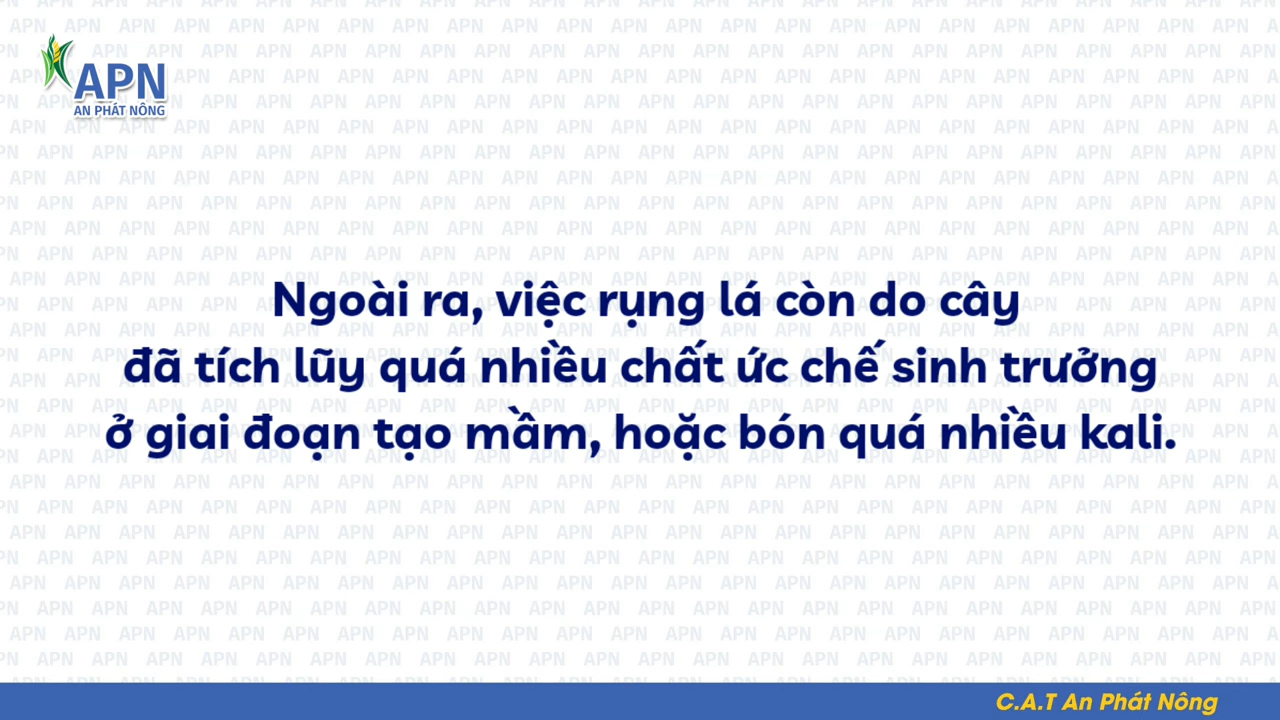 APN
AN PHÁT NÔNG
Ngoài ra, việc rụng lá còn do cây
đã tích lũy quá nhiều chất ức chế sinh trưởng
ở giai đoạn tạo mầm, hoặc bón quá nhiều kali.
C.A.T An Phát Nông